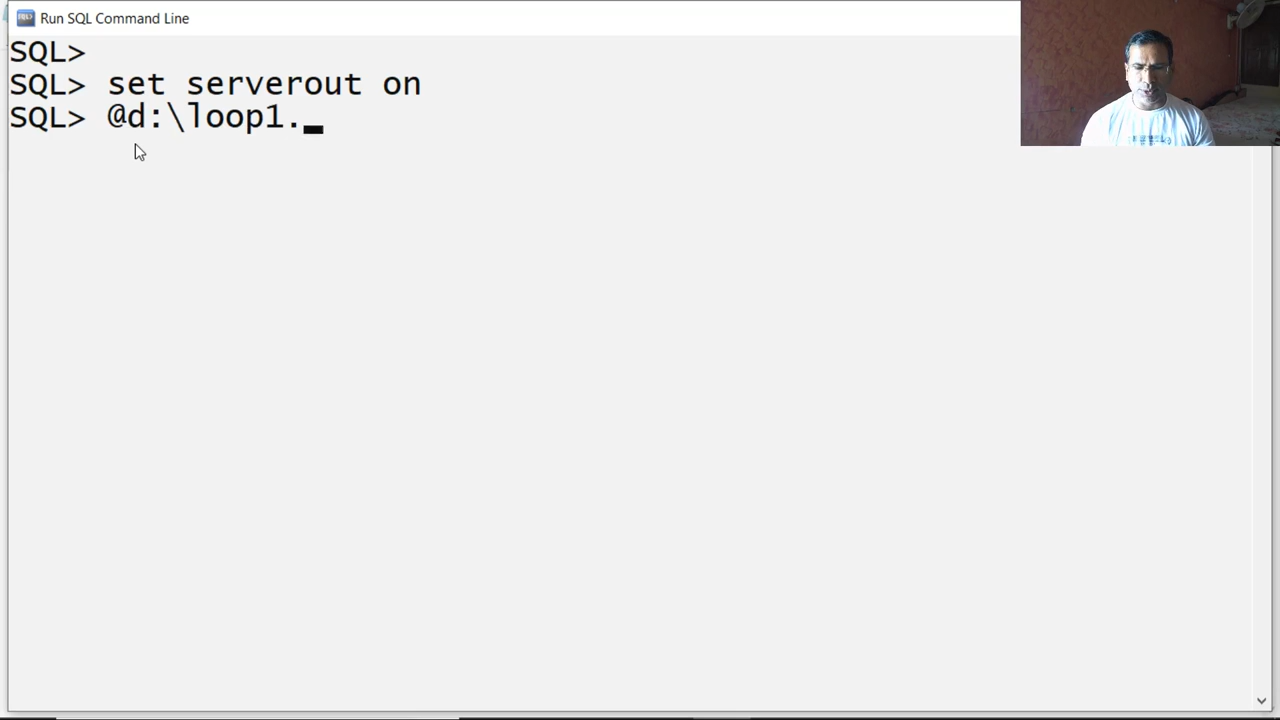 Run SQL Command Line
SQL>
SQL> set serverout on
SQL> @d:\loop1.